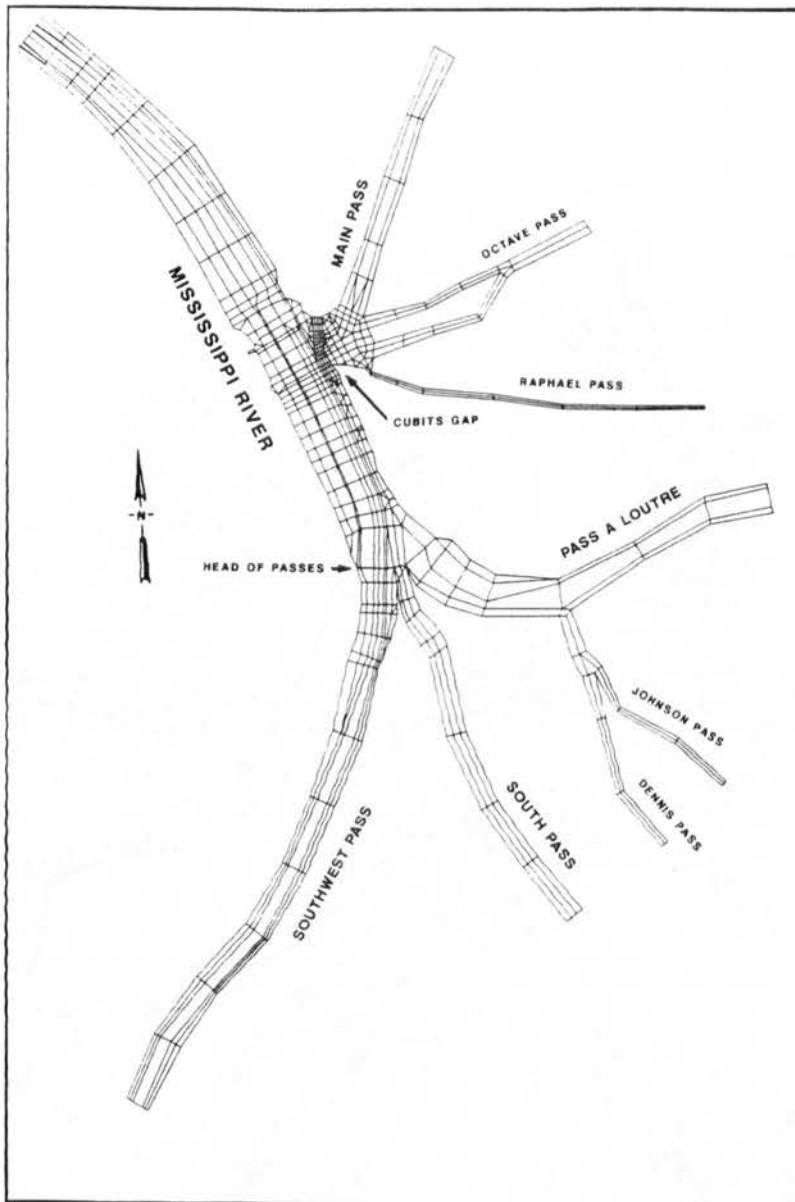 MAIN PASS
OCTAVE PASS
MISSISSIPPI RIVER
RAPHAEL PASS
CUBITS GAP
PASS A LOUTRE
-N-
HEAD OF PASSES
JOHNSON PASS
DENNIS PASS
SOUTH PASS
SOUTHWEST PASS